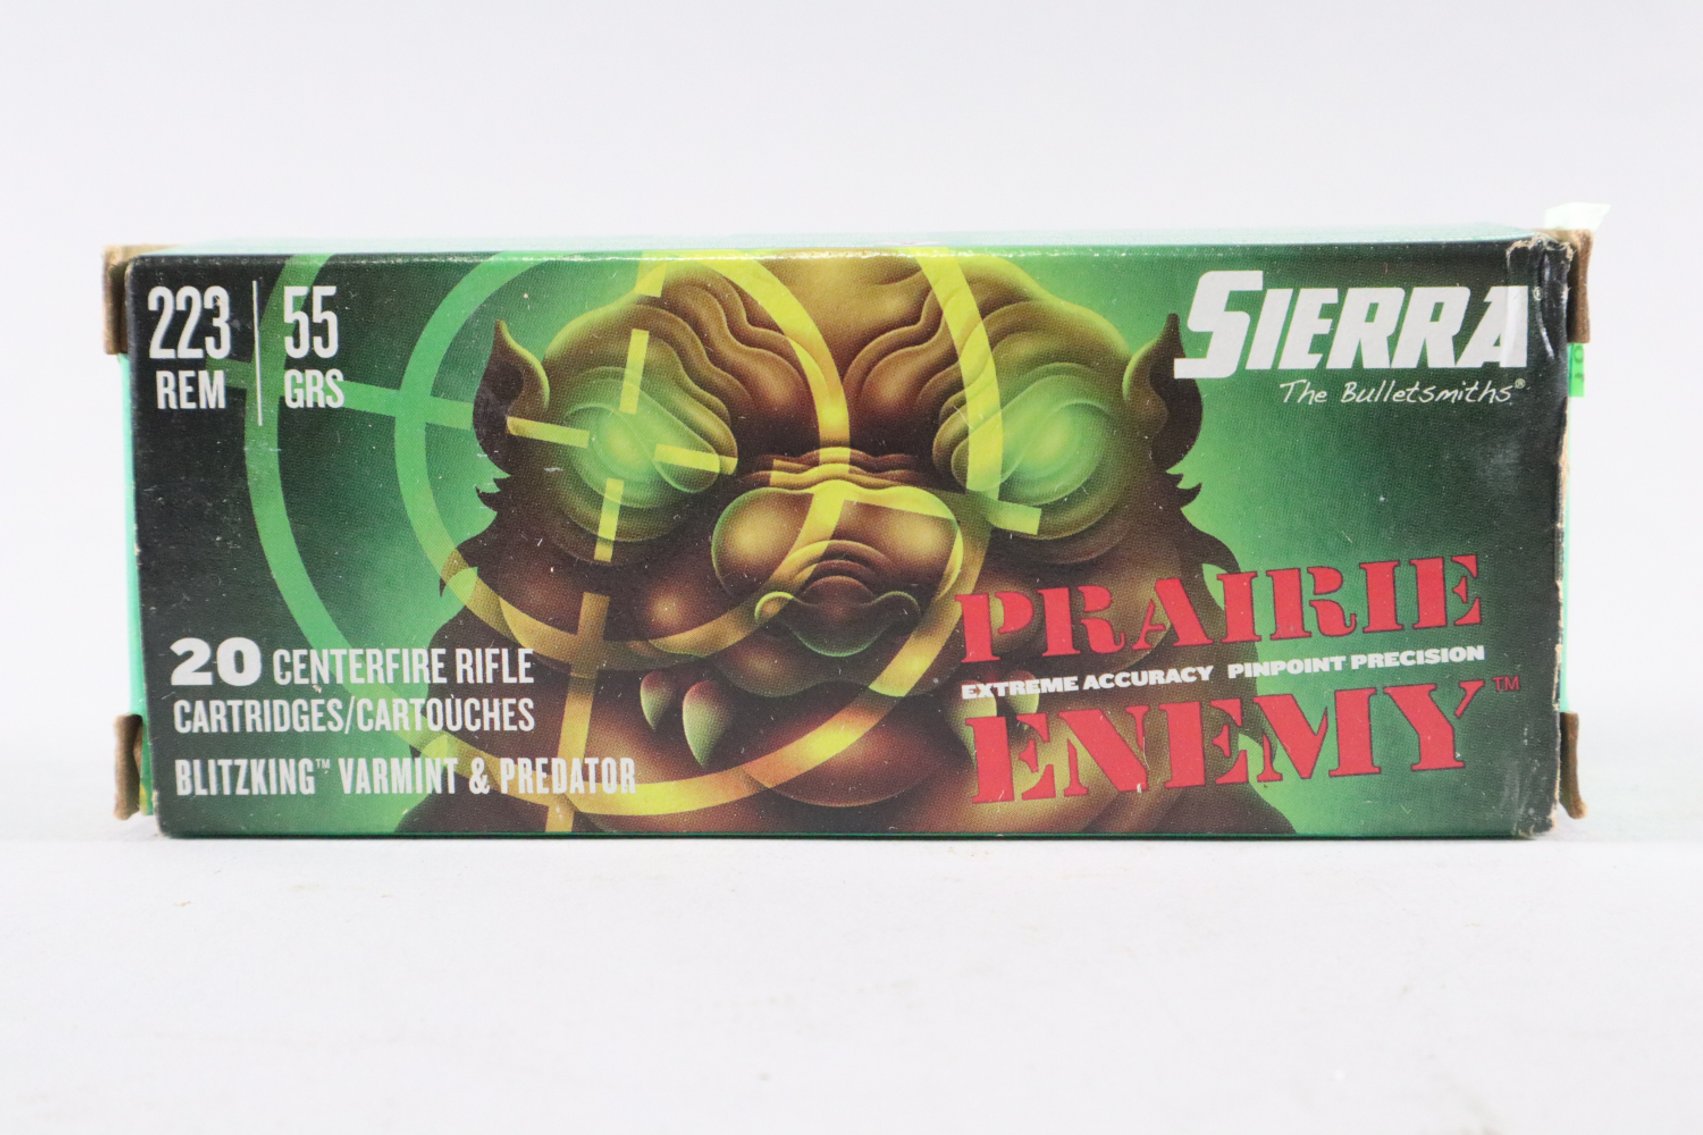 223 REM
55 GRS
SIERRA®
The Bulletsmiths®
20 CENTERFIRE RIFLE
CARTRIDGES/CARTOUCHES
BLITZKING™ VARMINT & PREDATOR
PRAIRIE
EXTREME ACCURACY PINPOINT PRECISION
ENEMY™